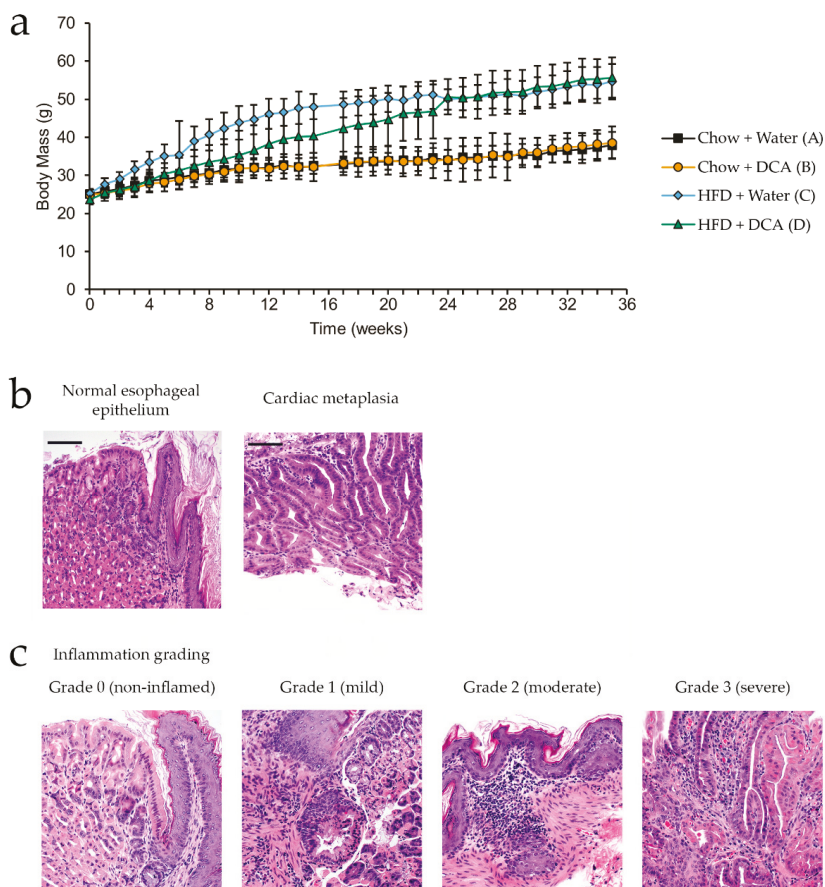 a
70
60
50
40
30
20
10
0
Body Mass (g)
0 4 8 12 16 20 24 28 32 36
Time (weeks)
Chow + Water (A)
Chow + DCA (B)
HFD + Water (C)
HFD + DCA (D)
b
Normal esophageal
epithelium
Cardiac metaplasia
c
Inflammation grading
Grade 0 (non-inflamed)
Grade 1 (mild)
Grade 2 (moderate)
Grade 3 (severe)